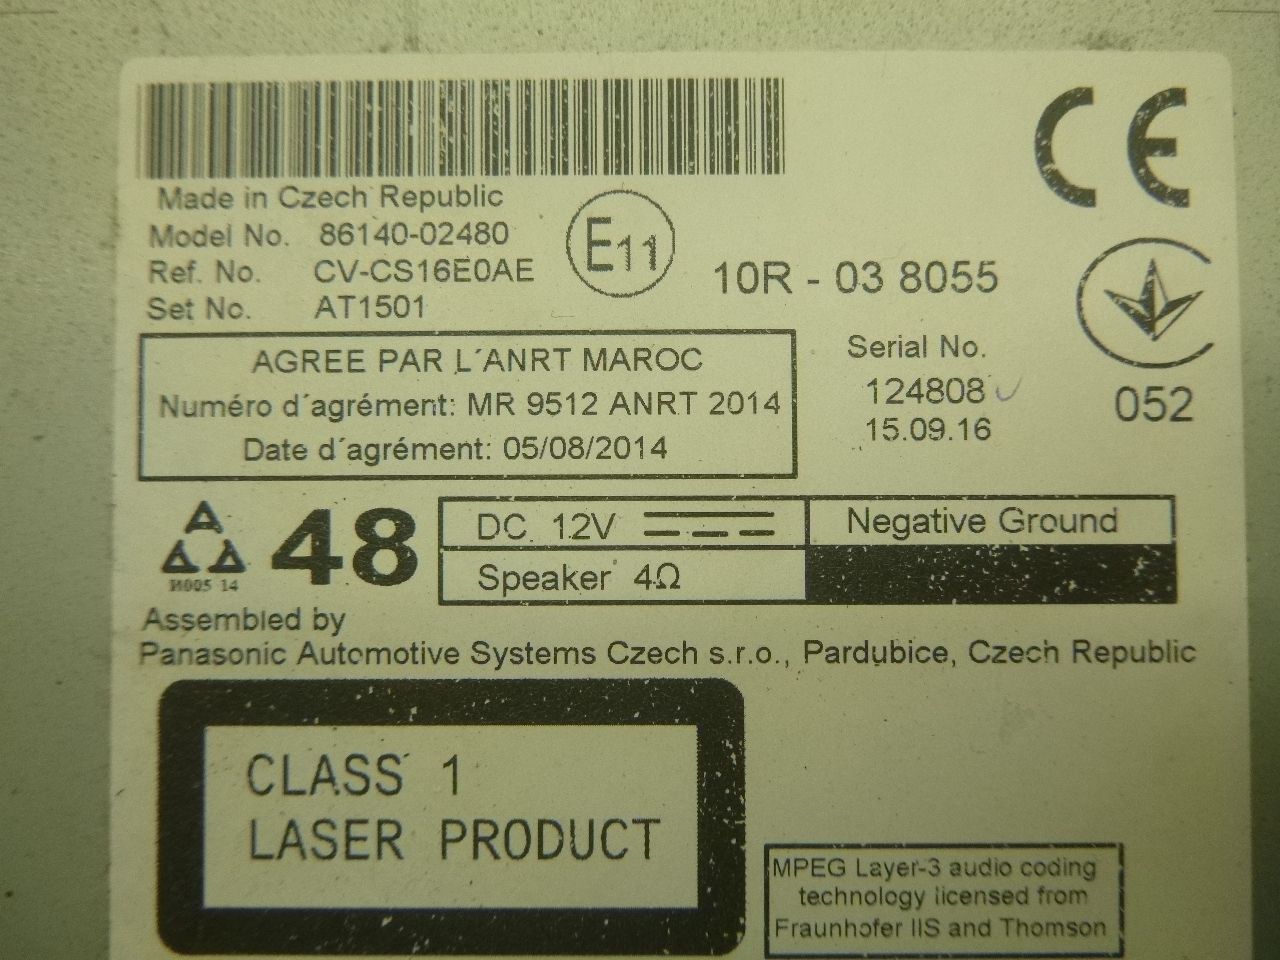 CE
Made in Czech Republic
Model No. 86140-02480
Ref. No. CV-CS16E0AE
Set No. AT1501
E11
10R - 03 8055
AGREE PAR L´ANRT MAROC
Numéro d´agrément: MR 9512 ANRT 2014
Date d´agrément: 05/08/2014
Serial No.
124808
15.09.16
052
48
И005 14
DC 12V
Negative Ground
Speaker 4Ω
Assembled by
Panasonic Automotive Systems Czech s.r.o., Pardubice, Czech Republic
CLASS 1
LASER PRODUCT
MPEG Layer-3 audio coding
technology licensed from
Fraunhofer IIS and Thomson